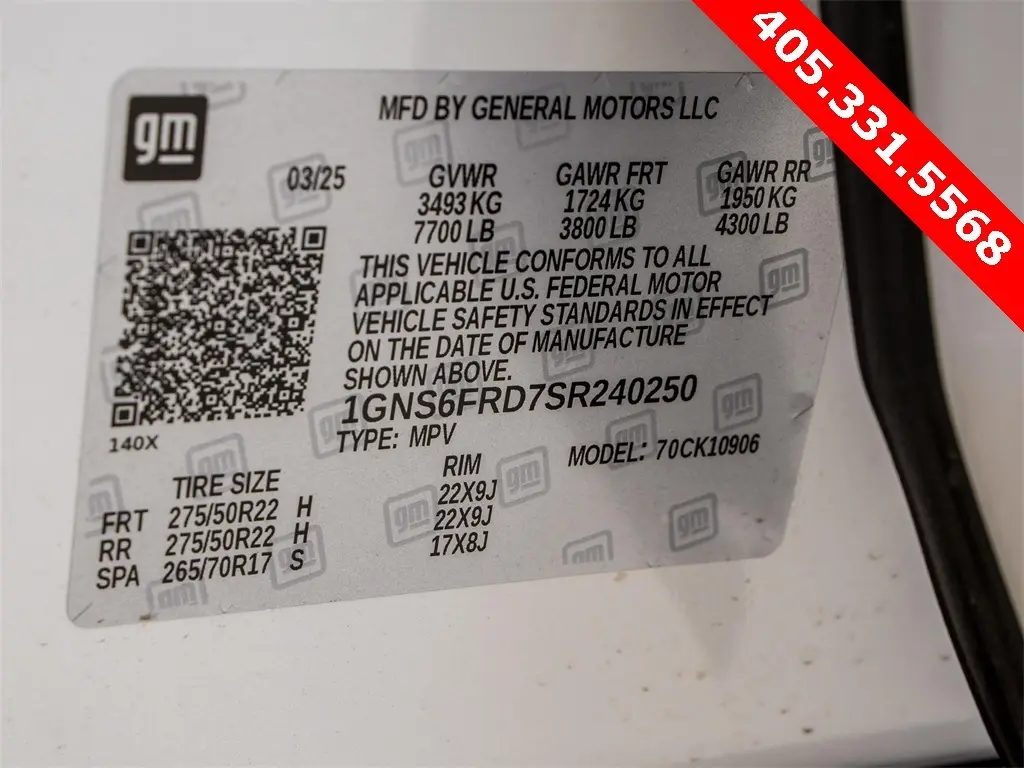 405.331.5568
gm
MFD BY GENERAL MOTORS LLC
03/25 GVWR GAWR FRT GAWR RR
3493 KG 1724 KG 1950 KG
7700 LB 3800 LB 4300 LB
THIS VEHICLE CONFORMS TO ALL
APPLICABLE U.S. FEDERAL MOTOR
VEHICLE SAFETY STANDARDS IN EFFECT
ON THE DATE OF MANUFACTURE
SHOWN ABOVE.
1GNS6FRD7SR240250
140X
TYPE: MPV MODEL: 70CK10906
TIRE SIZE RIM
FRT 275/50R22 H 22X9J
RR 275/50R22 H 22X9J
SPA 265/70R17 S 17X8J